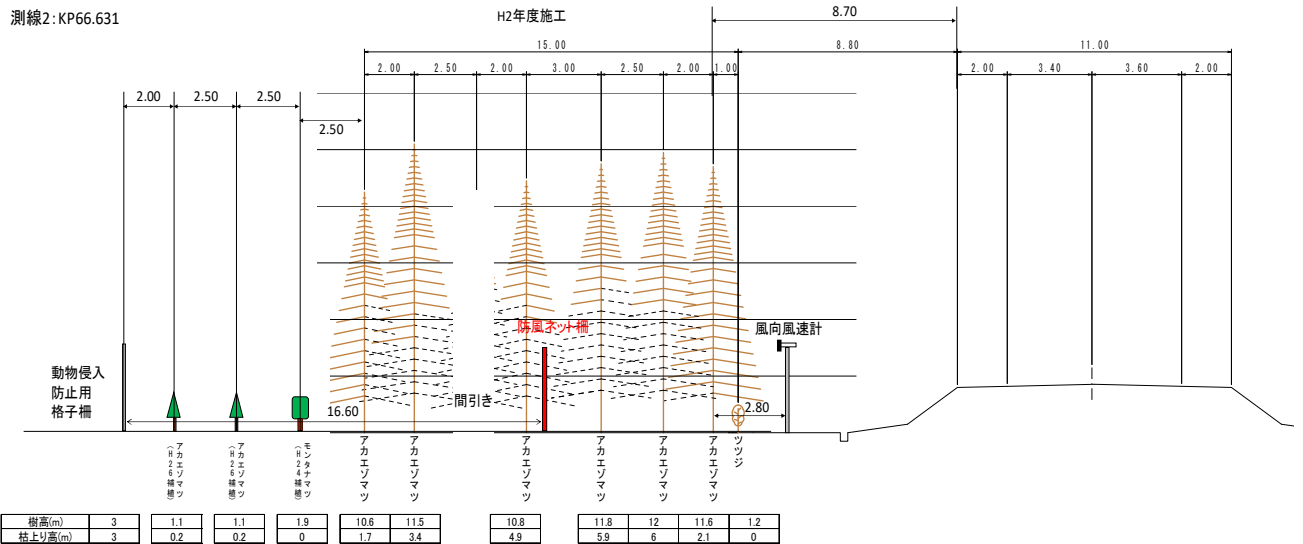 測線2：KP66.631
H2年度施工
8.70
15.00
8.80
11.00
2.00
2.50
2.00
3.00
2.50
2.00
1.00
2.00
3.40
3.60
2.00
2.00
2.50
2.50
2.50
防風ネット柵
風向風速計
動物侵入
防止用
格子柵
間引き
16.60
2.80
アカエゾマツ
（H26補植）
アカエゾマツ
（H26補植）
モンタナマツ
（H24補植）
アカエゾマツ
アカエゾマツ
アカエゾマツ
アカエゾマツ
アカエゾマツ
アカエゾマツ
ツツジ
樹高(m) 3 1.1 1.1 1.9 10.6 11.5 10.8 11.8 12 11.6 1.2
枯上り高(m) 3 0.2 0.2 0 1.7 3.4 4.9 5.9 6 2.1 0